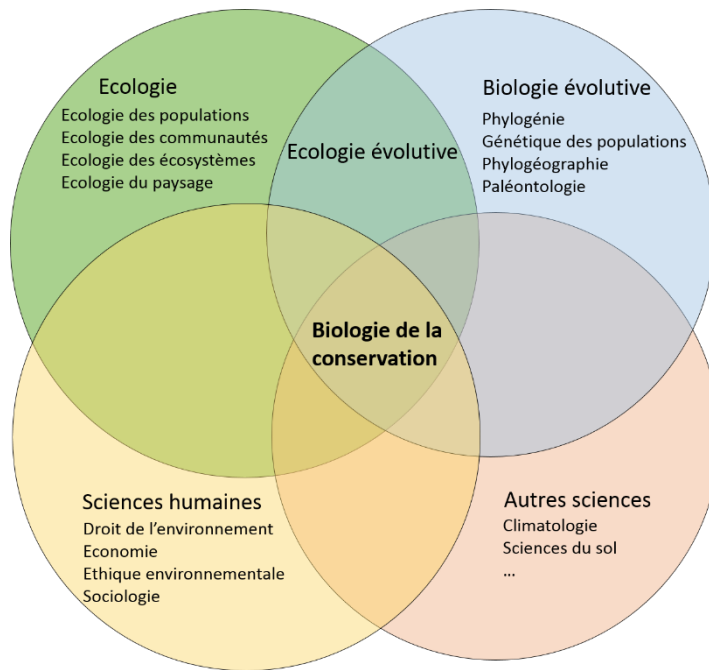 Ecologie
Ecologie des populations
Ecologie des communautés
Ecologie des écosystèmes
Ecologie du paysage
Ecologie évolutive
Biologie évolutive
Phylogénie
Génétique des populations
Phylogéographie
Paléontologie
Biologie de la
conservation
Sciences humaines
Droit de l’environnement
Economie
Ethique environnementale
Sociologie
Autres sciences
Climatologie
Sciences du sol
...